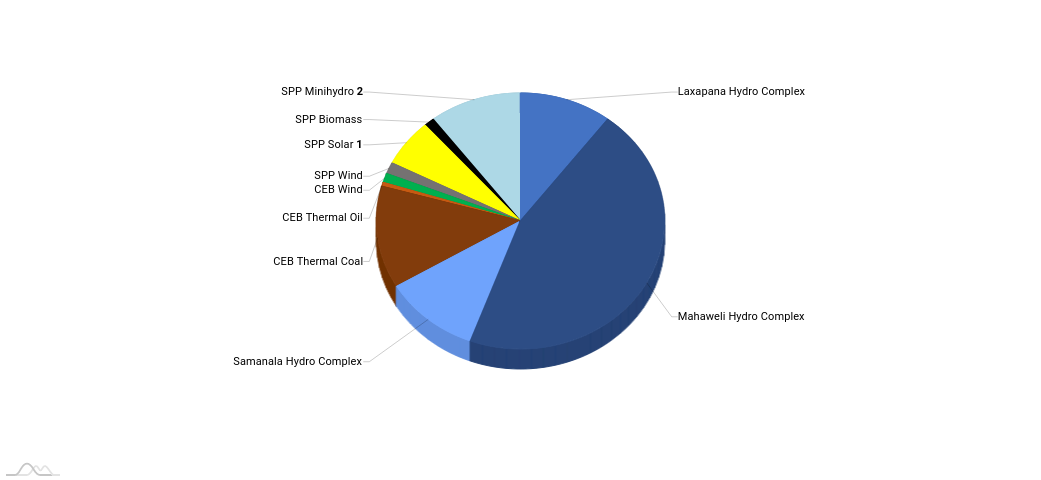 SPP Minihydro 2
Laxapana Hydro Complex
SPP Biomass
SPP Solar 1
SPP Wind
CEB Wind
CEB Thermal Oil
CEB Thermal Coal
Mahaweli Hydro Complex
Samanala Hydro Complex